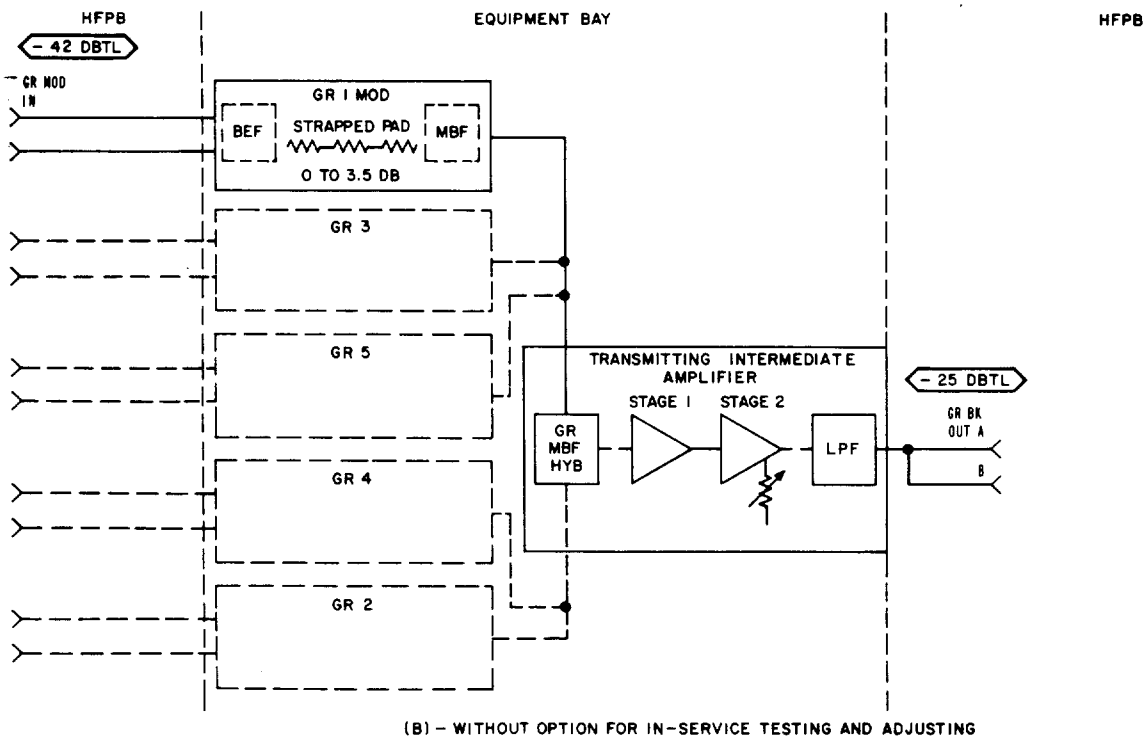 HFPB
EQUIPMENT BAY
HFPB
- 42 DBTL
GR MOD
IN
GR 1 MOD
BEF
STRAPPED PAD
MBF
0 TO 3.5 DB
GR 3
GR 5
TRANSMITTING INTERMEDIATE
AMPLIFIER
STAGE 1
STAGE 2
GR
MBF
HYB
LPF
- 25 DBTL
GR BK
OUT A
B
GR 4
GR 2
(B) - WITHOUT OPTION FOR IN-SERVICE TESTING AND ADJUSTING